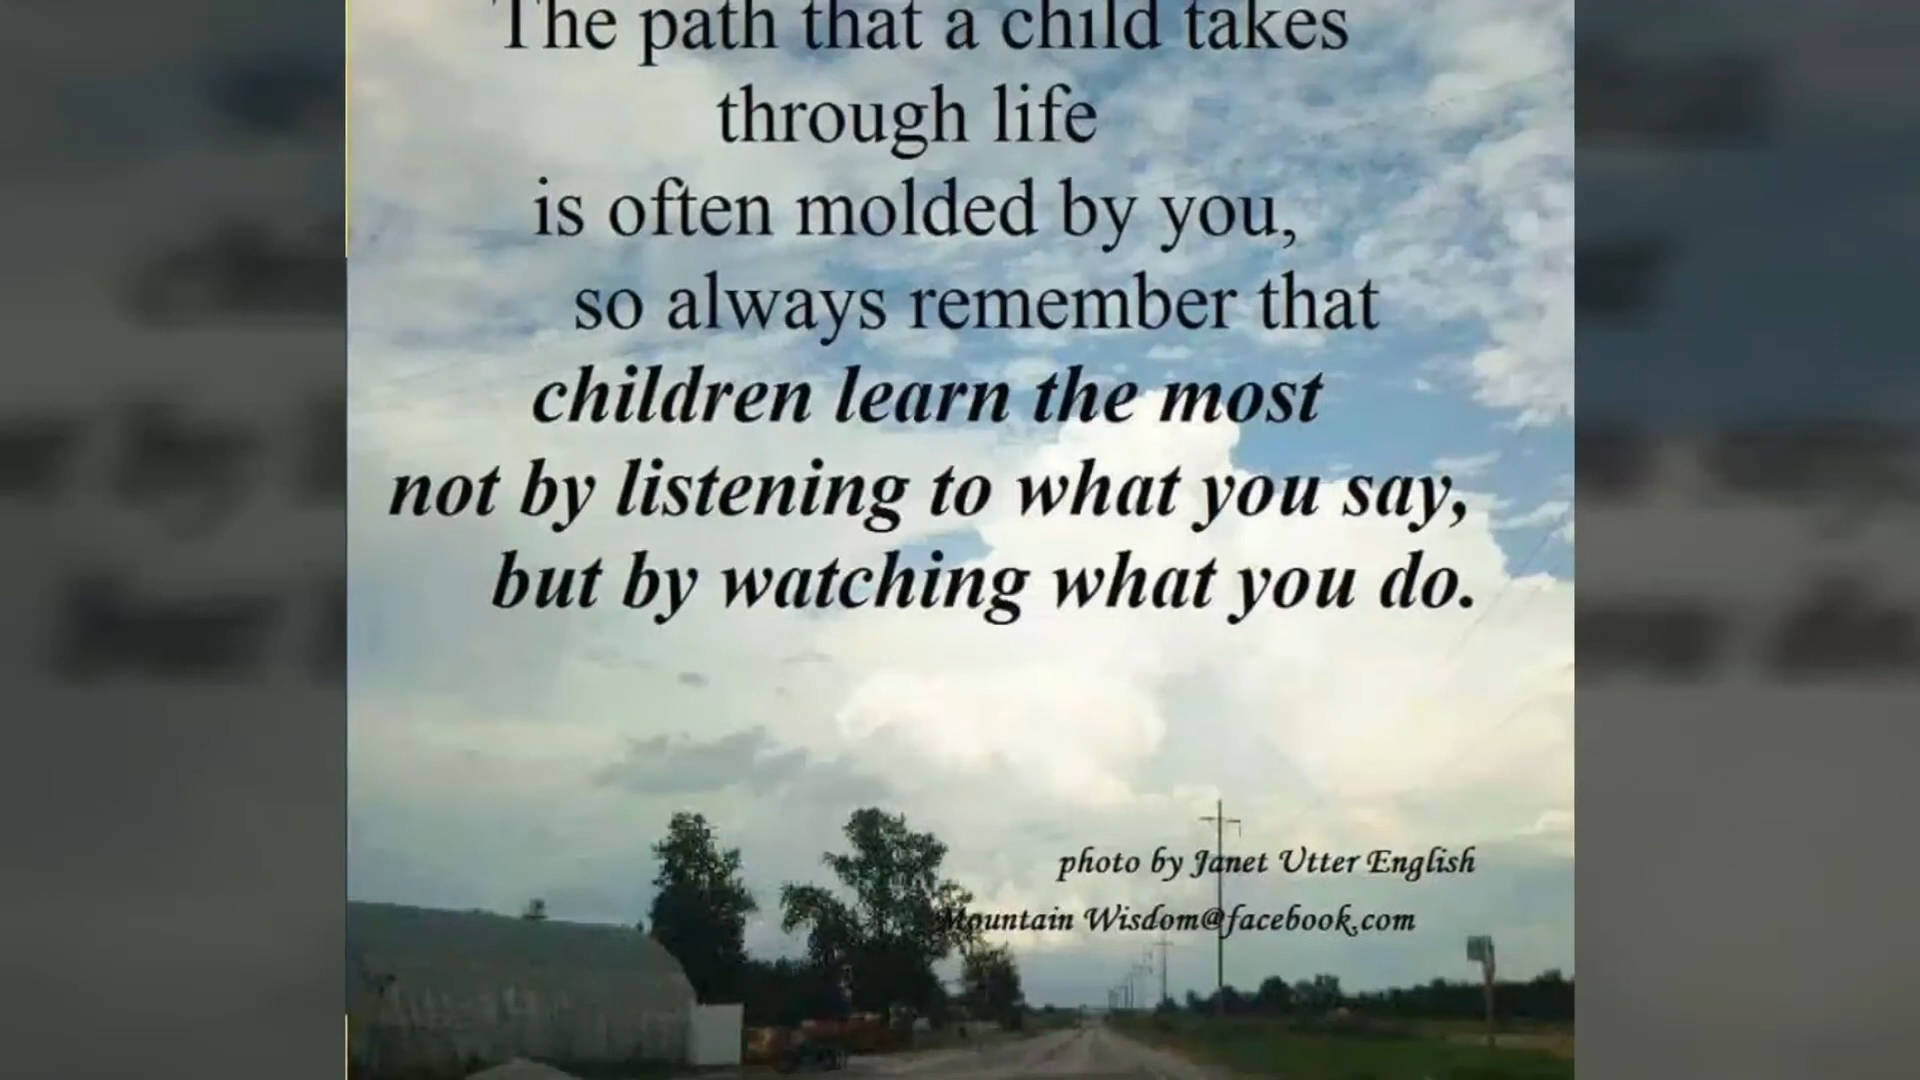 The path that a child takes
through life
is often molded by you,
so always remember that
children learn the most
not by listening to what you say,
but by watching what you do.
photo by Janet Utter English
Mountain Wisdom@facebook.com